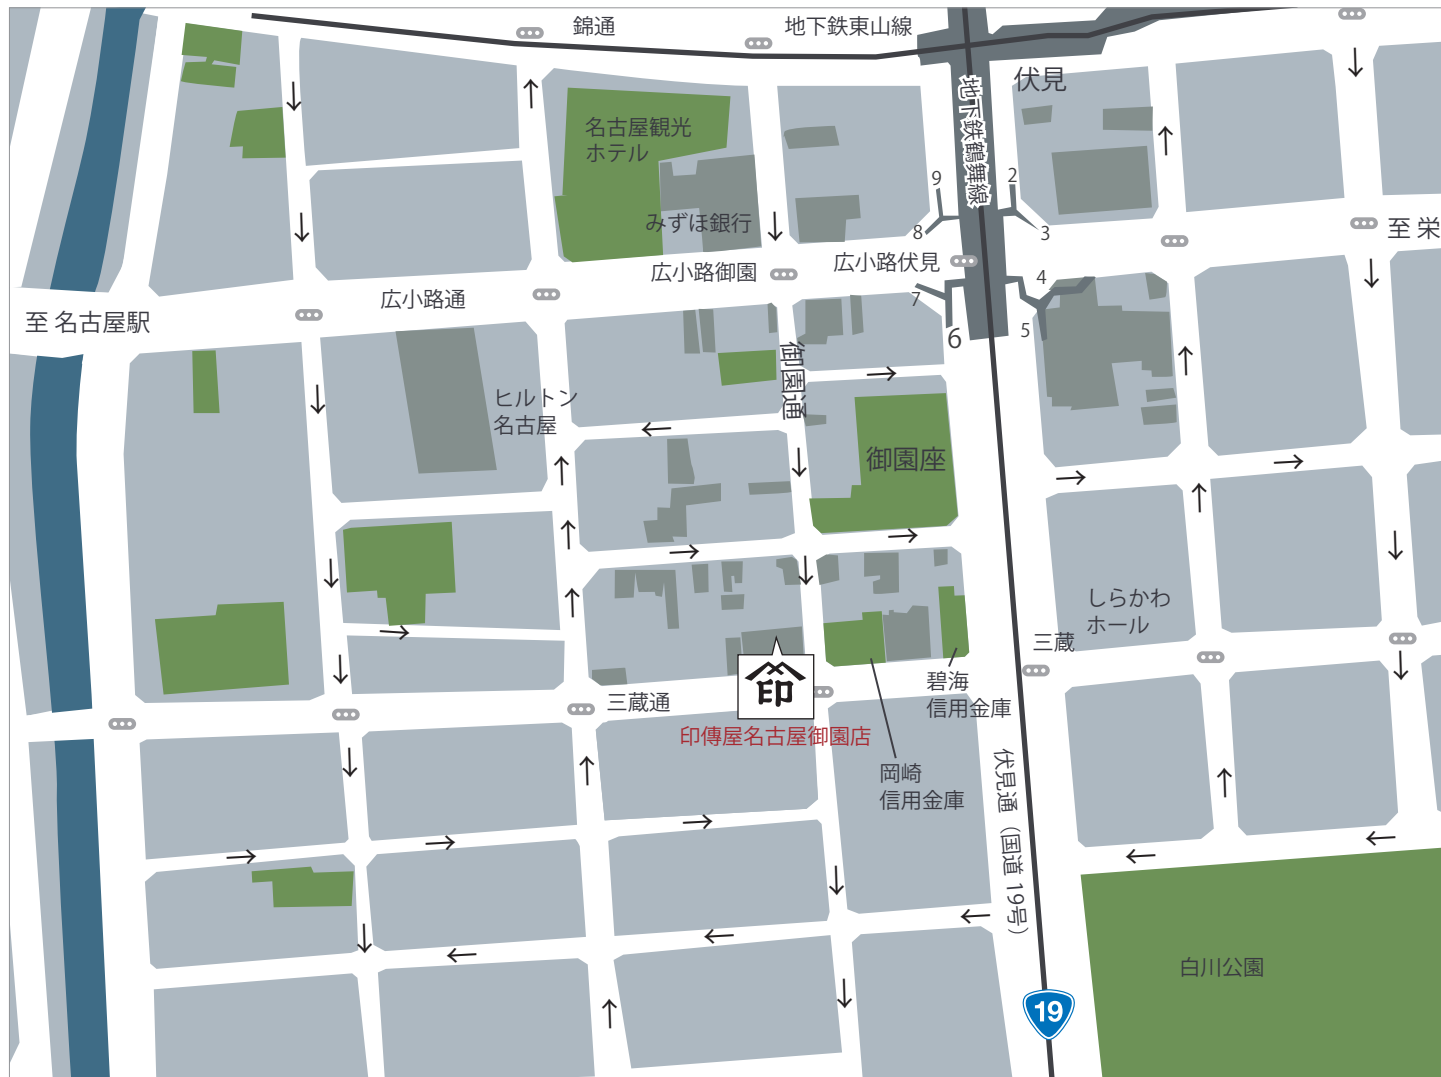 錦通
地下鉄東山線
伏見
地下鉄鶴舞線
名古屋観光
ホテル
みずほ銀行
9
2
8
3
至 栄
広小路御園
広小路伏見
4
広小路通
7
至 名古屋駅
6
5
御園通
ヒルトン
名古屋
御園座
しらかわ
ホール
三蔵
印
三蔵通
碧海
信用金庫
印傳屋名古屋御園店
岡崎
信用金庫
伏見通（国道 19号）
白川公園
19